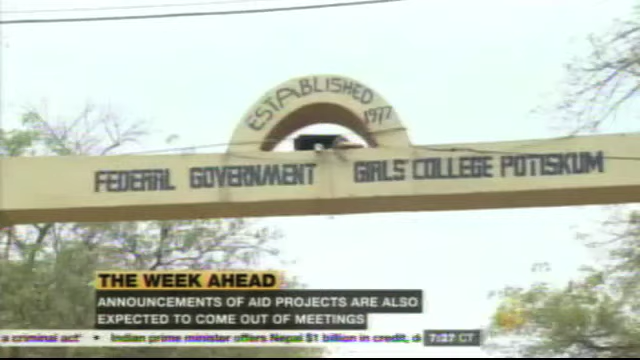 ESTABLISHED 1977
FEDERAL GOVERNMENT GIRLS COLLEGE POTISKUM
THE WEEK AHEAD
ANNOUNCEMENTS OF AID PROJECTS ARE ALSO
EXPECTED TO COME OUT OF MEETINGS
a criminal act' • Indian prime minister offers Nepal $1 billion in credit, 7:27 CT